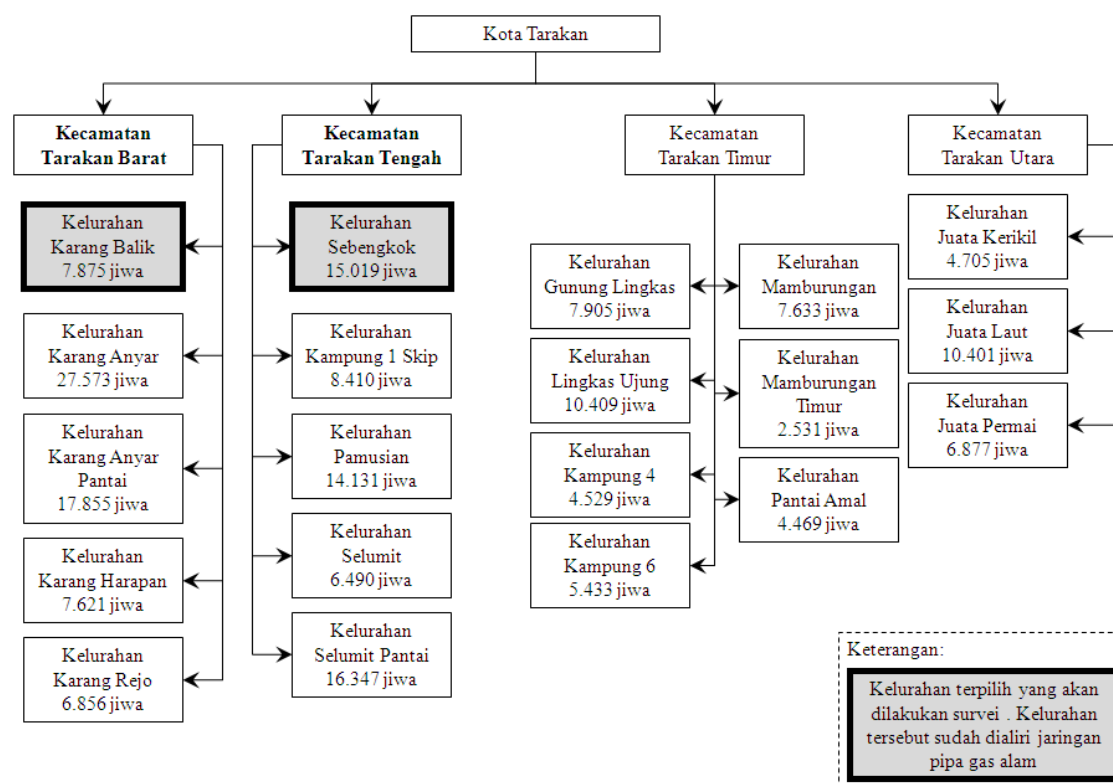 Kota Tarakan
Kecamatan
Tarakan Barat
Kecamatan
Tarakan Tengah
Kecamatan
Tarakan Timur
Kecamatan
Tarakan Utara
Kelurahan
Karang Balik
7.875 jiwa
Kelurahan
Karang Anyar
27.573 jiwa
Kelurahan
Karang Anyar
Pantai
17.855 jiwa
Kelurahan
Karang Harapan
7.621 jiwa
Kelurahan
Karang Rejo
6.856 jiwa
Kelurahan
Sebengkok
15.019 jiwa
Kelurahan
Kampung 1 Skip
8.410 jiwa
Kelurahan
Pamusian
14.131 jiwa
Kelurahan
Selumit
6.490 jiwa
Kelurahan
Selumit Pantai
16.347 jiwa
Kelurahan
Gunung Lingkas
7.905 jiwa
Kelurahan
Lingkas Ujung
10.409 jiwa
Kelurahan
Kampung 4
4.529 jiwa
Kelurahan
Kampung 6
5.433 jiwa
Kelurahan
Mamburungan
7.633 jiwa
Kelurahan
Mamburungan
Timur
2.531 jiwa
Kelurahan
Pantai Amal
4.469 jiwa
Kelurahan
Juata Kerikil
4.705 jiwa
Kelurahan
Juata Laut
10.401 jiwa
Kelurahan
Juata Permai
6.877 jiwa
Keterangan:
Kelurahan terpilih yang akan
dilakukan survei . Kelurahan
tersebut sudah dialiri jaringan
pipa gas alam